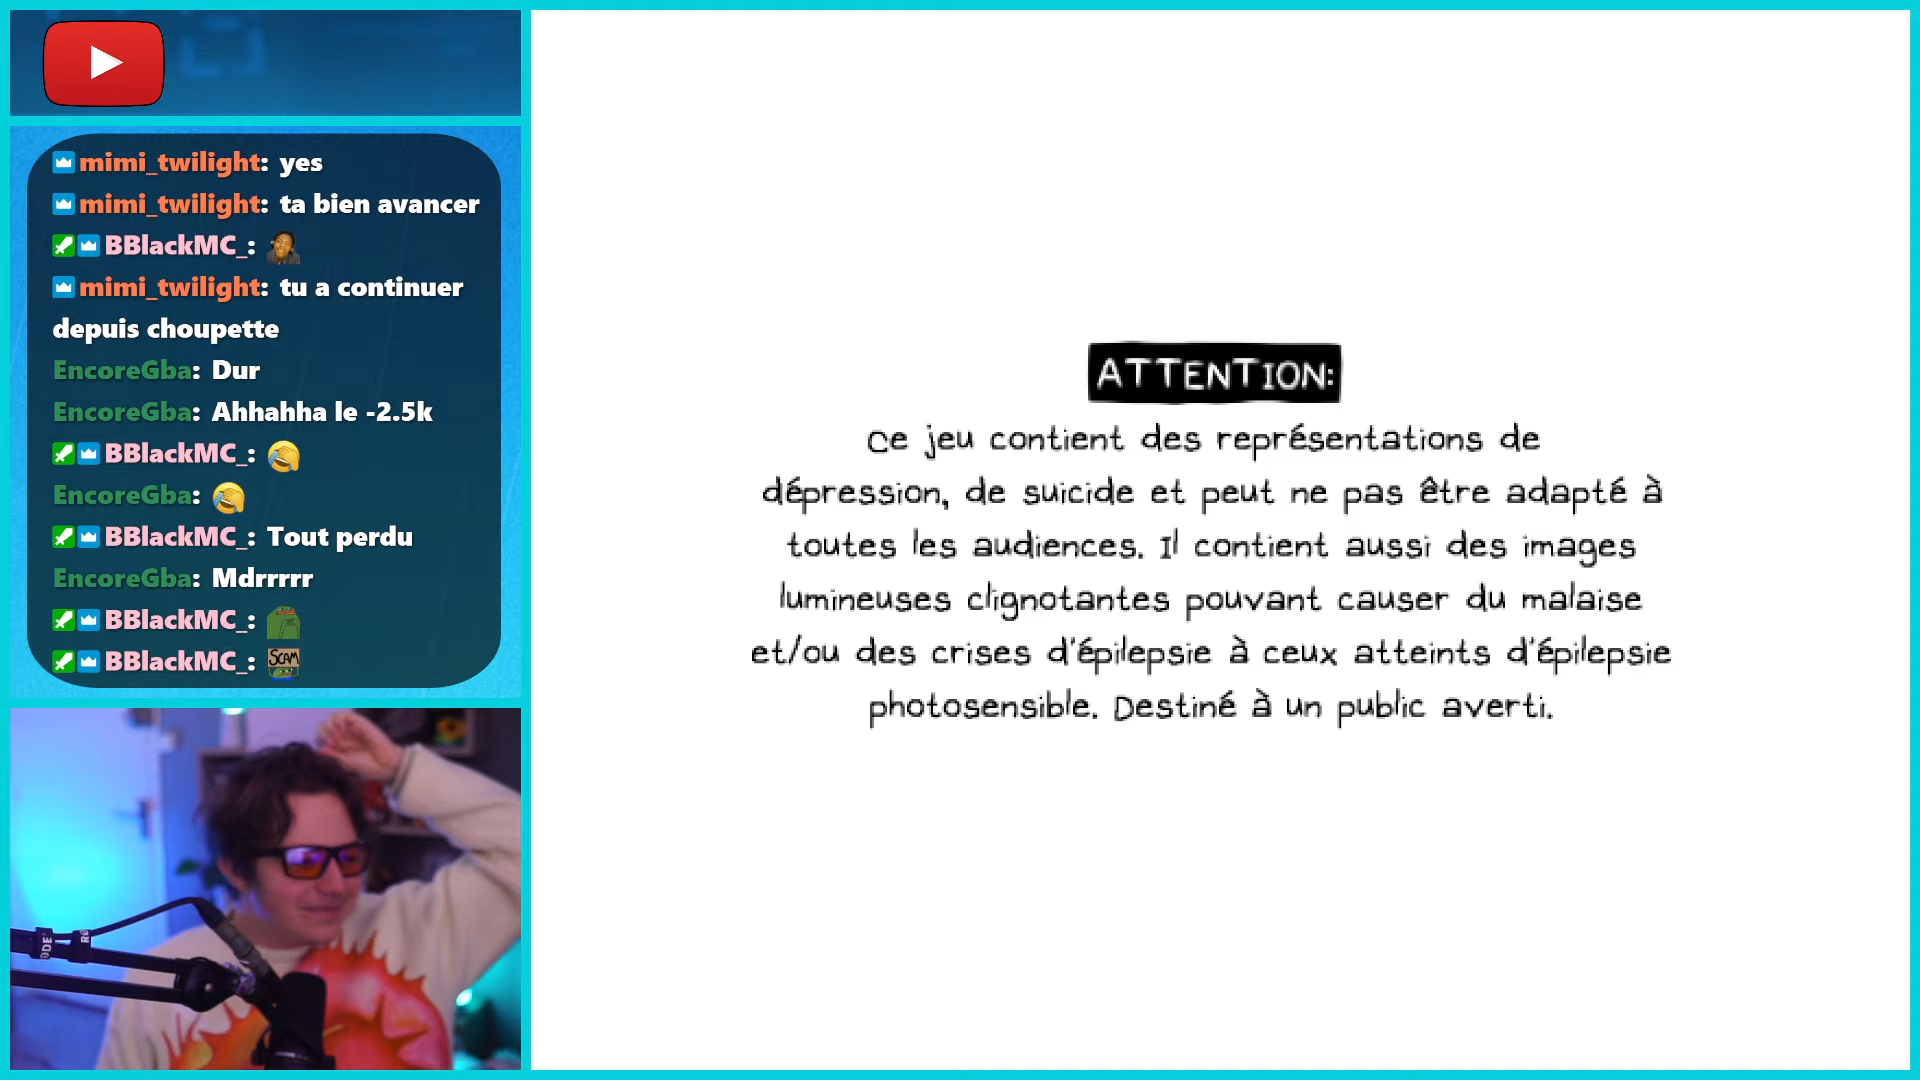 mimi_twilight: yes
mimi_twilight: ta bien avancer
BBlackMC_:
mimi_twilight: tu a continuer
depuis choupette
EncoreGba: Dur
EncoreGba: Ahhahha le -2.5k
BBlackMC_:
EncoreGba:
BBlackMC_: Tout perdu
EncoreGba: Mdrrrrr
BBlackMC_:
BBlackMC_: SCAM
ATTENTION:
Ce jeu contient des représentations de
dépression, de suicide et peut ne pas être adapté à
toutes les audiences. Il contient aussi des images
lumineuses clignotantes pouvant causer du malaise
et/ou des crises d'épilepsie à ceux atteints d'épilepsie
photosensible. Destiné à un public averti.